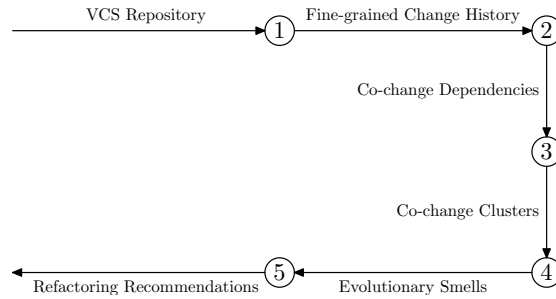 VCS Repository
1
Fine-grained Change History
2
Co-change Dependencies
3
Co-change Clusters
4
Evolutionary Smells
5
Refactoring Recommendations